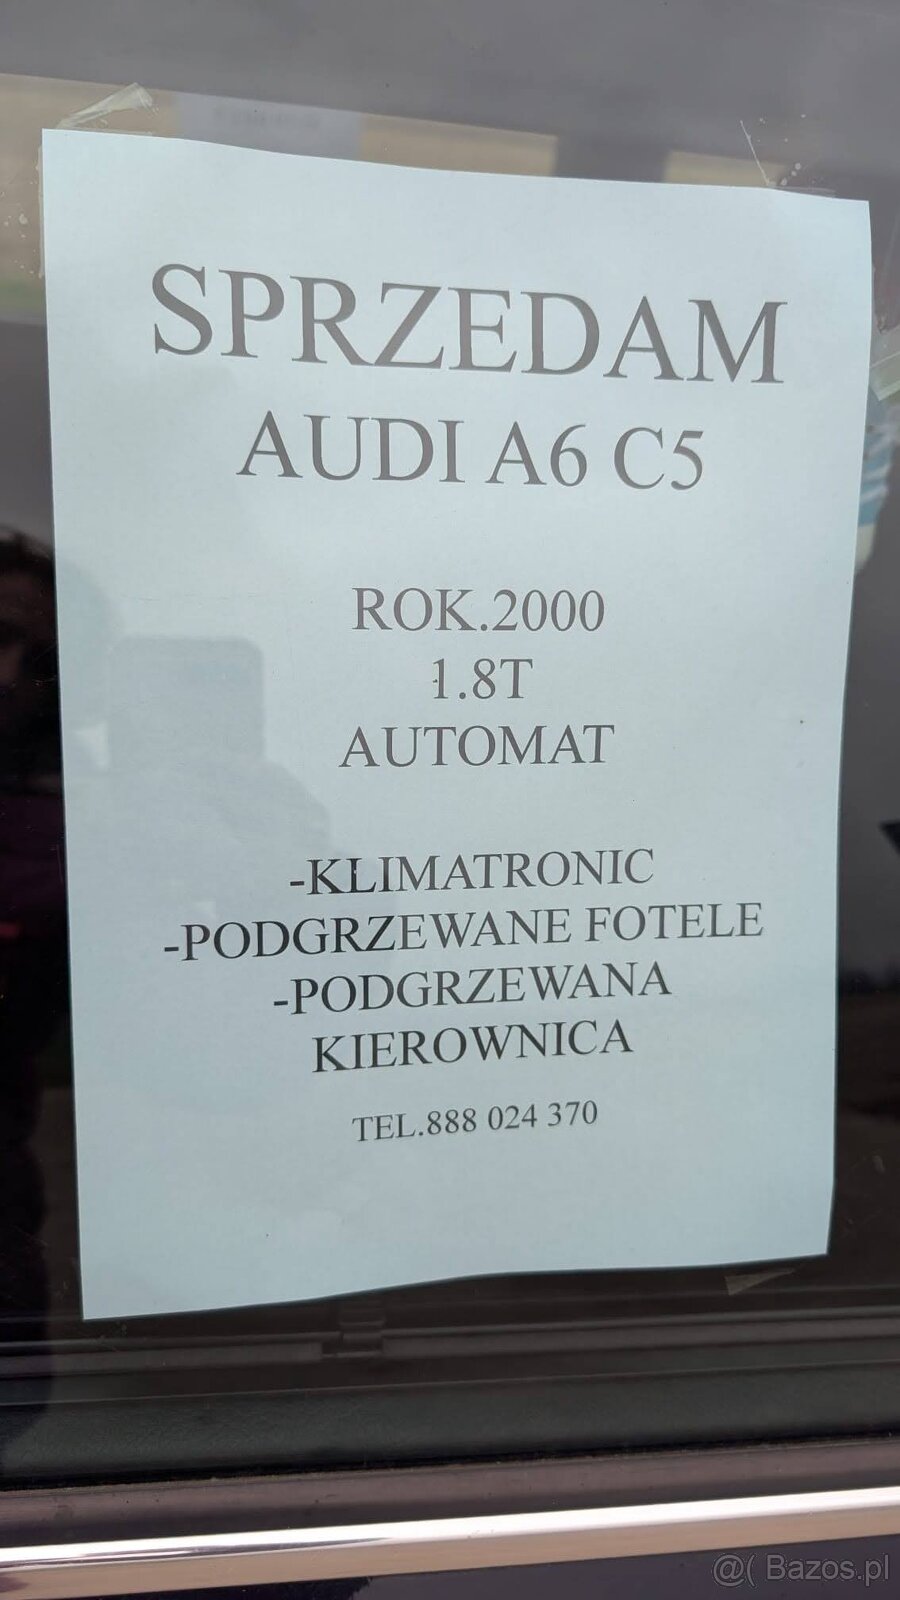 SPRZEDAM
AUDI A6 C5
ROK.2000
1.8T
AUTOMAT
-KLIMATRONIC
-PODGRZEWANE FOTELE
-PODGRZEWANA
KIEROWNICA
TEL.888 024 370
@( Bazos.pl